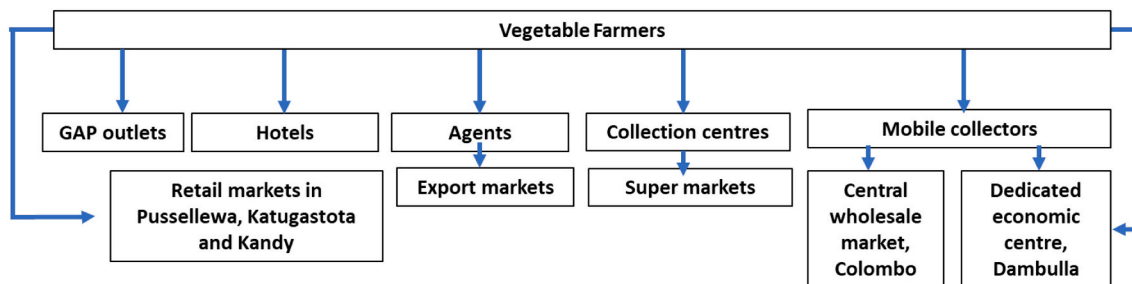 Vegetable Farmers
GAP outlets
Hotels
Agents
Collection centres
Mobile collectors
Retail markets in
Pussellewa, Katugastota
and Kandy
Export markets
Super markets
Central
wholesale
market,
Colombo
Dedicated
economic
centre,
Dambulla